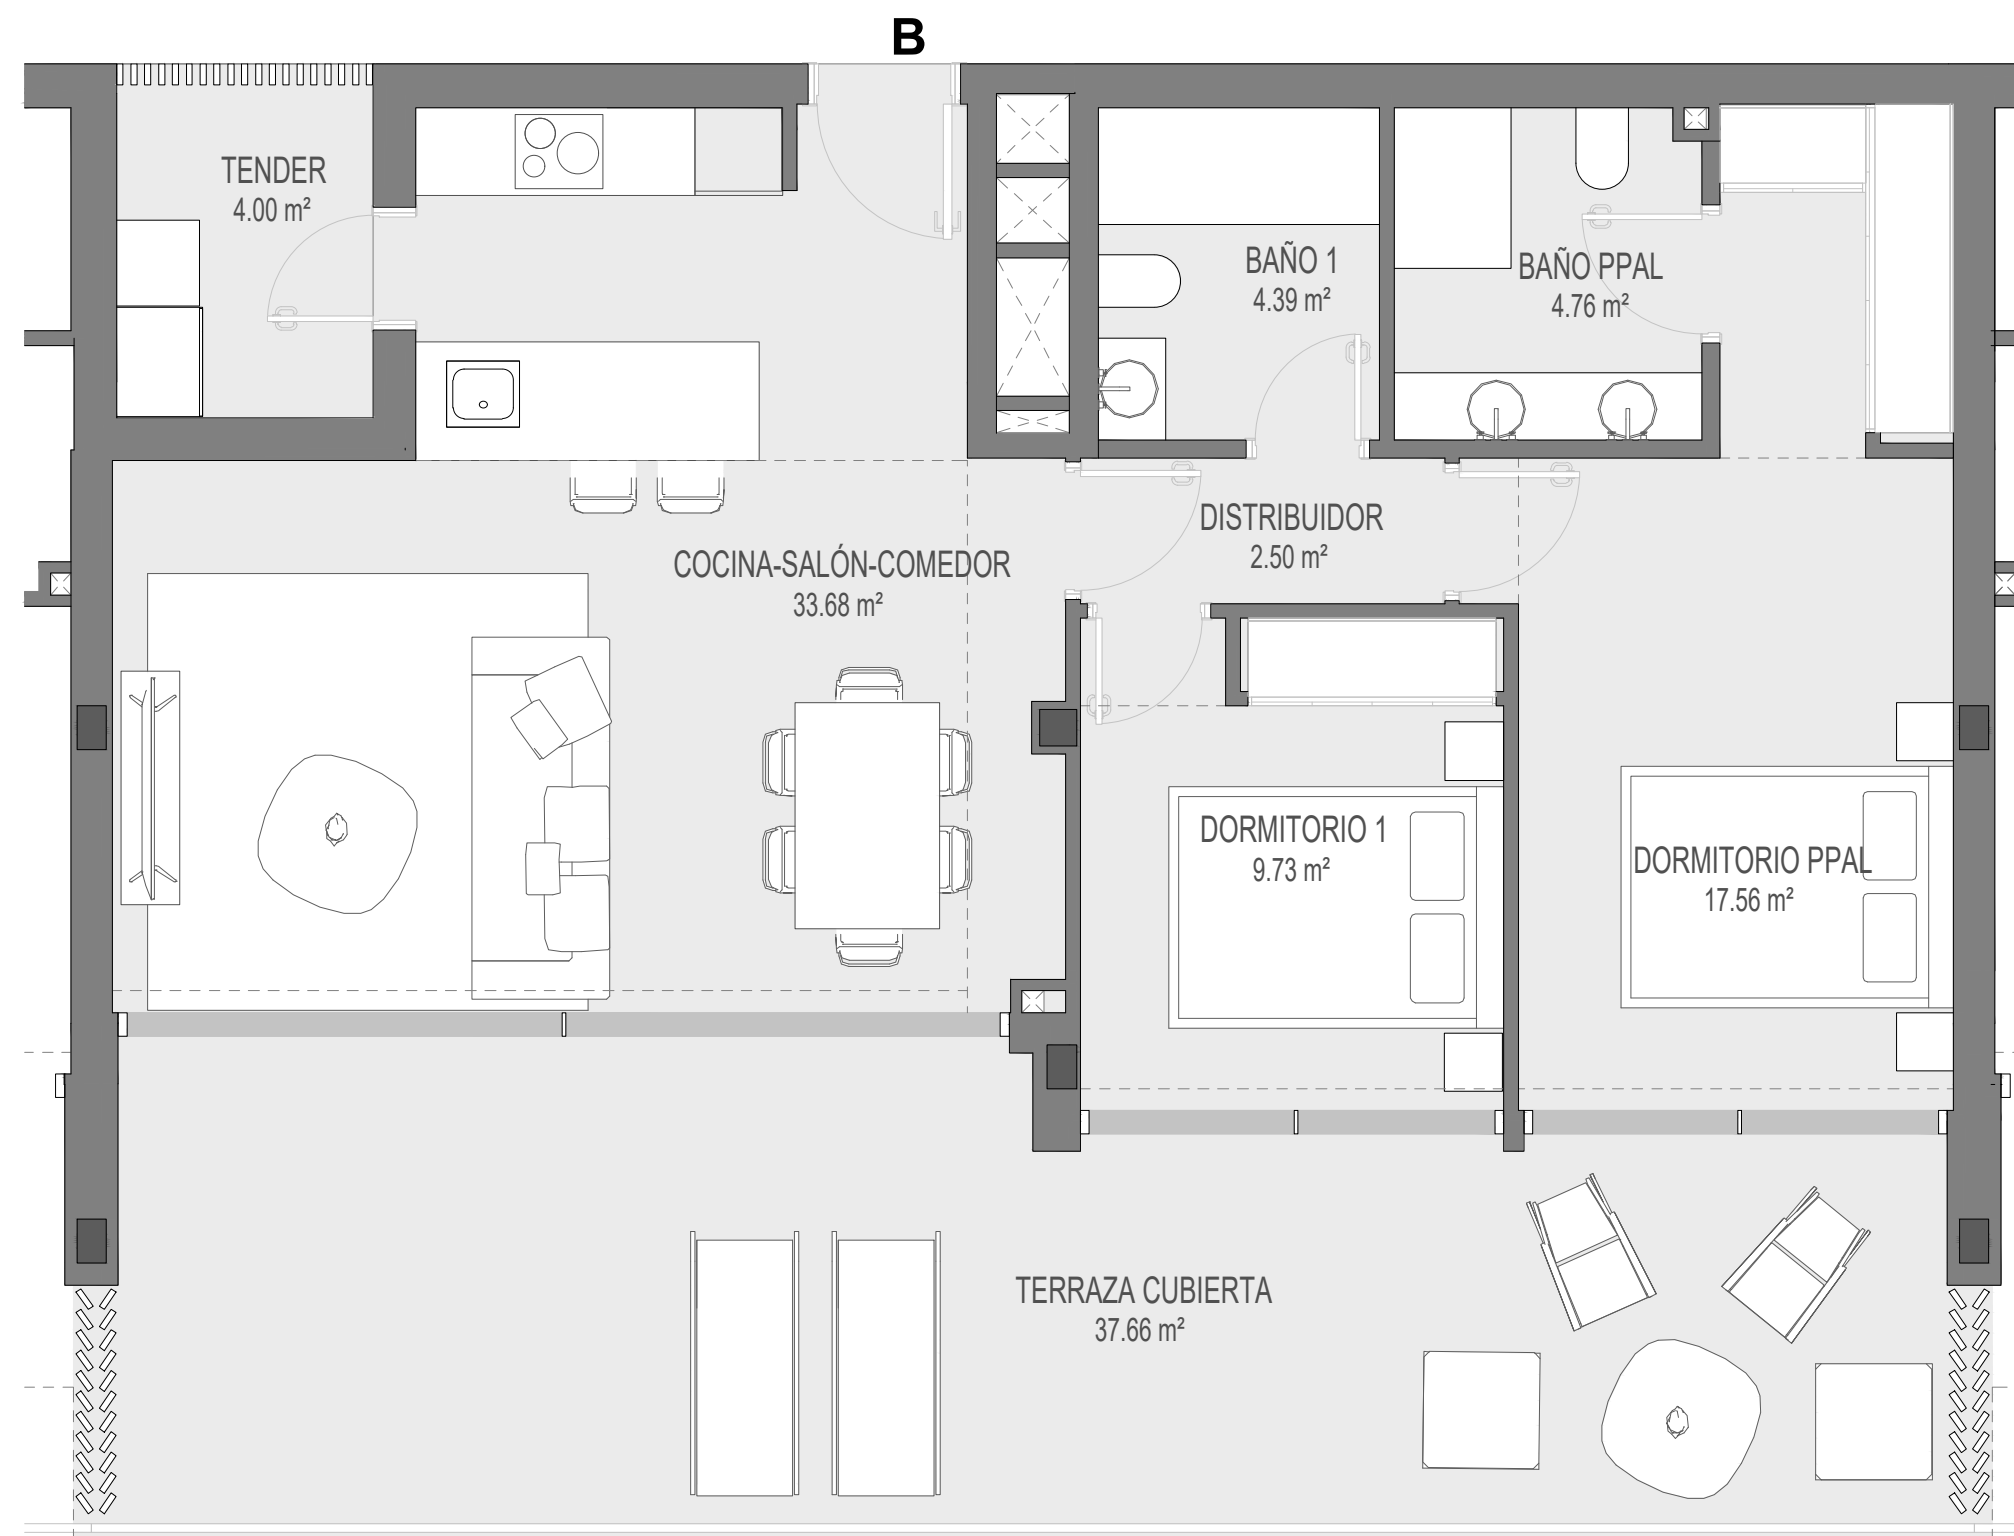 B
TENDER
4.00 m²
BAÑO 1
4.39 m²
BAÑO PPAL
4.76 m²
DISTRIBUIDOR
2.50 m²
COCINA-SALÓN-COMEDOR
33.68 m²
DORMITORIO 1
9.73 m²
DORMITORIO PPAL
17.56 m²
TERRAZA CUBIERTA
37.66 m²